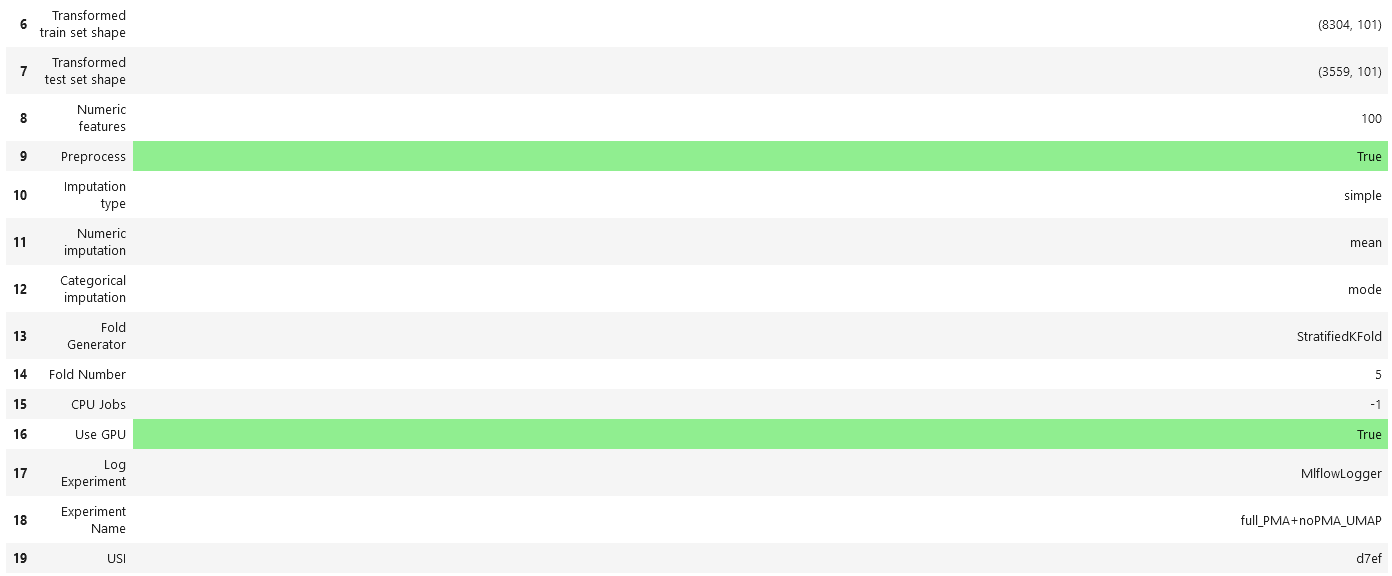 6 Transformed train set shape (8304, 101)
7 Transformed test set shape (3559, 101)
8 Numeric features 100
9 Preprocess True
10 Imputation type simple
11 Numeric imputation mean
12 Categorical imputation mode
13 Fold Generator StratifiedKFold
14 Fold Number 5
15 CPU Jobs -1
16 Use GPU True
17 Log Experiment MlflowLogger
18 Experiment Name full_PMA+noPMA_UMAP
19 USI d7ef